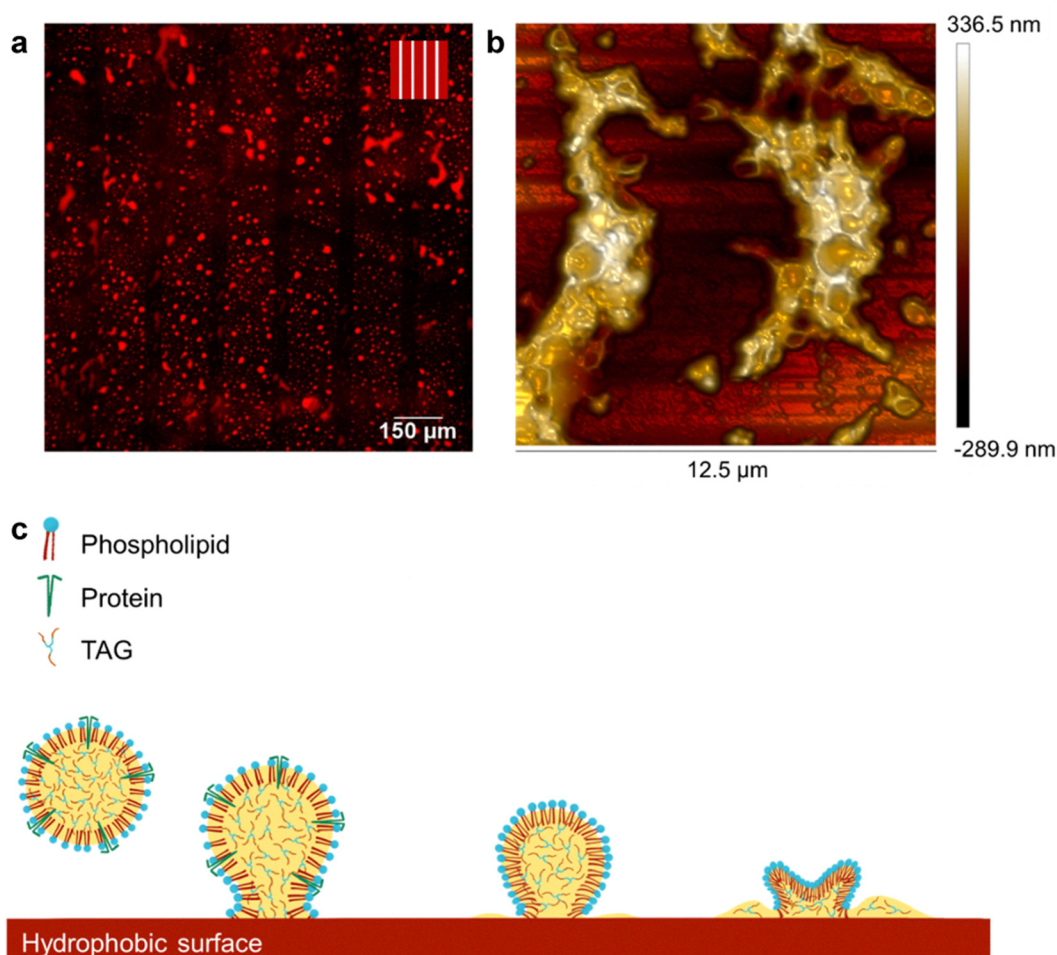 a
150 µm
b
336.5 nm
-289.9 nm
12.5 µm
c
Phospholipid
Protein
TAG
Hydrophobic surface